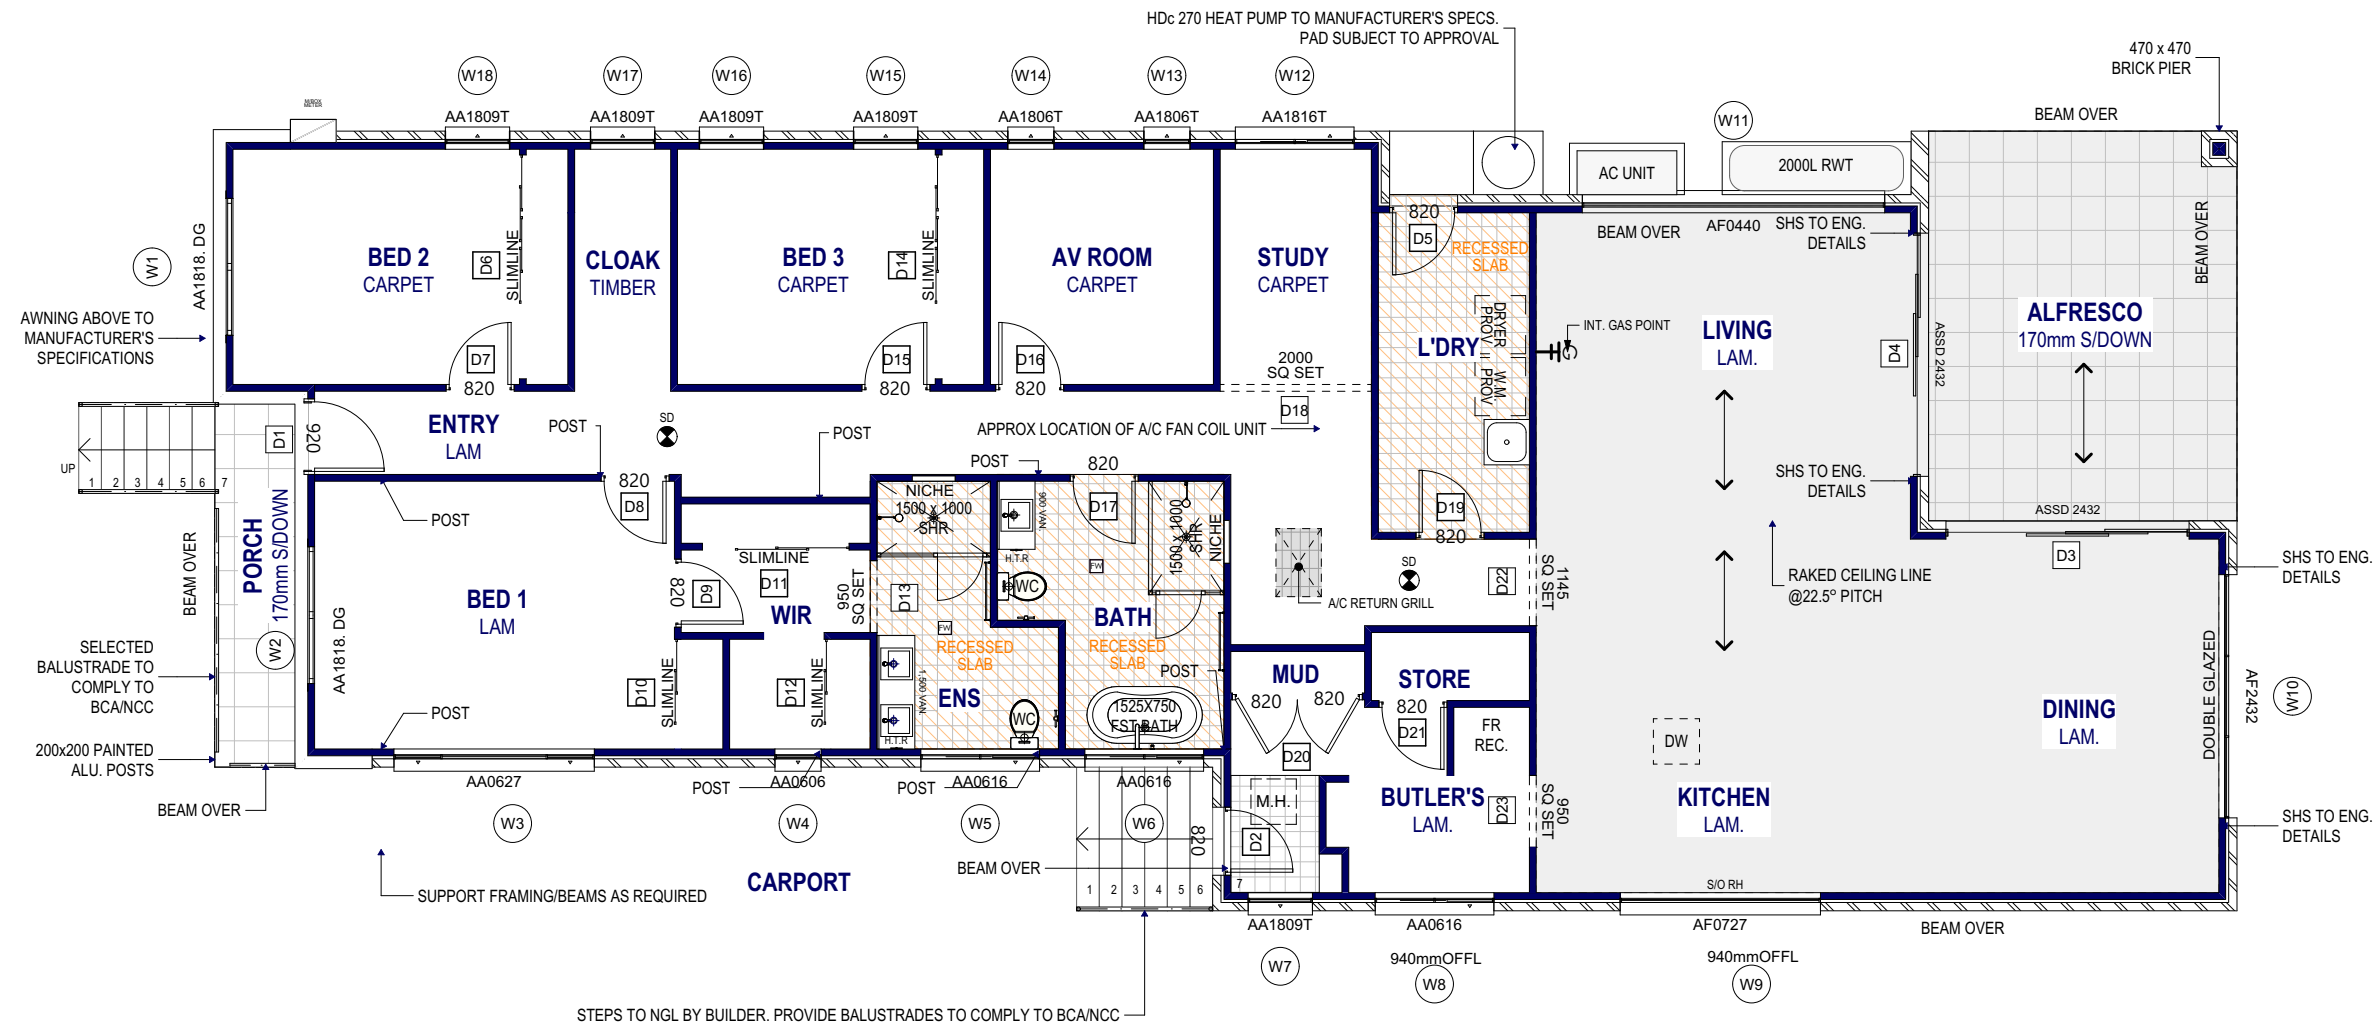 HDc 270 HEAT PUMP TO MANUFACTURER'S SPECS.
PAD SUBJECT TO APPROVAL
470 x 470
BRICK PIER
W18
W17
W16
W15
W14
W13
W12
W11
AA1809T
AA1809T
AA1809T
AA1809T
AA1806T
AA1806T
AA1816T
BEAM OVER
M/BOX
METER
AC UNIT
2000L RWT
W1
AA1818. DG
BED 2
CARPET
D6
SLIMLINE
CLOAK
TIMBER
BED 3
CARPET
D14
SLIMLINE
AV ROOM
CARPET
STUDY
CARPET
820
D5
RECESSED
SLAB
BEAM OVER
AF0440
SHS TO ENG.
DETAILS
BEAM OVER
AWNING ABOVE TO
MANUFACTURER'S
SPECIFICATIONS
D7
820
D15
820
D16
820
2000
SQ SET
L'DRY
DRYER
PROV
W.M.
PROV
INT. GAS POINT
LIVING
LAM.
D4
ASSD 2432
ALFRESCO
170mm S/DOWN
D1
920
ENTRY
LAM
POST
SD
POST
APPROX LOCATION OF A/C FAN COIL UNIT
D18
UP
1 2 3 4 5 6 7
POST
820
D8
POST
820
D17
NICHE
1500 x 1000
SHR
900 VAN.
H.T.R
1500 x 1000
SHR
NICHE
D19
820
SHS TO ENG.
DETAILS
ASSD 2432
D3
PORCH
170mm S/DOWN
BEAM OVER
W2
AA1818. DG
BED 1
LAM
820
D9
SLIMLINE
D11
WIR
950
SQ SET
D13
FW
WC
FW
BATH
RECESSED
SLAB
RECESSED
SLAB
A/C RETURN GRILL
SD
D22
1145
SQ SET
RAKED CEILING LINE
@22.5° PITCH
SHS TO ENG.
DETAILS
SELECTED
BALUSTRADE TO
COMPLY TO
BCA/NCC
200x200 PAINTED
ALU. POSTS
BEAM OVER
D10
SLIMLINE
POST
D12
SLIMLINE
1,500 VAN.
H.T.R
ENS
WC
POST
1525X750
FST BATH
MUD
820
820
D20
STORE
820
D21
FR
REC.
DW
DINING
LAM.
DOUBLE GLAZED
AF2432
W10
AA0627
W3
POST
AA0606
W4
POST
AA0616
W5
AA0616
W6
820
D2
M.H.
BUTLER'S
LAM.
D23
950
SQ SET
KITCHEN
LAM.
SHS TO ENG.
DETAILS
SUPPORT FRAMING/BEAMS AS REQUIRED
CARPORT
BEAM OVER
1 2 3 4 5 6
7
S/O RH
AA1809T
W7
AA0616
940mmOFFL
W8
AF0727
940mmOFFL
W9
BEAM OVER
STEPS TO NGL BY BUILDER. PROVIDE BALUSTRADES TO COMPLY TO BCA/NCC